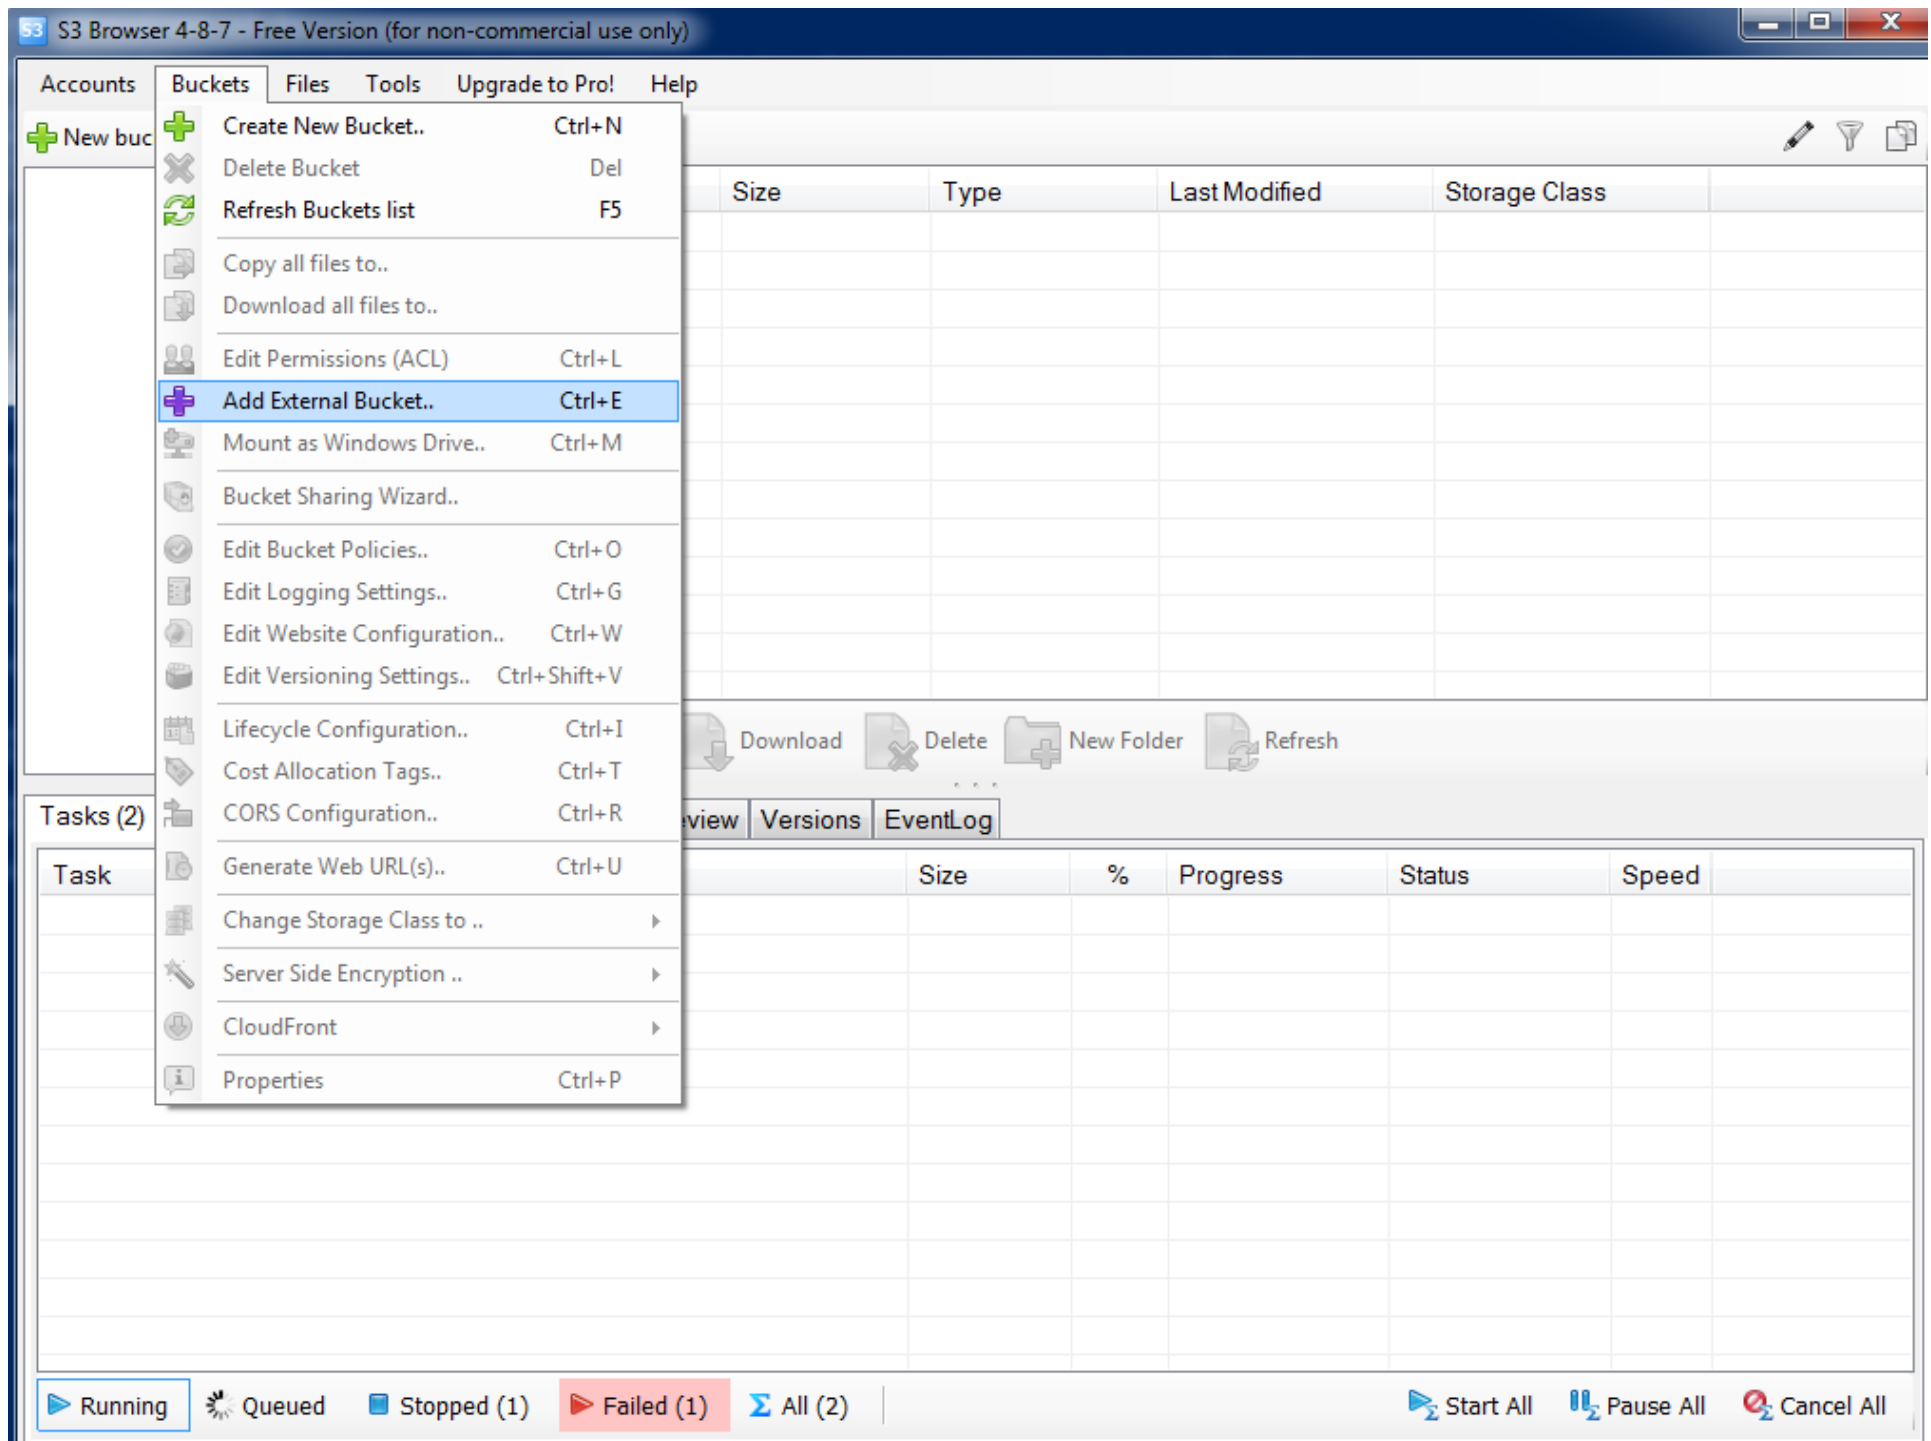 S3 S3 Browser 4-8-7 - Free Version (for non-commercial use only)
Accounts Buckets Files Tools Upgrade to Pro! Help
New buc
Create New Bucket.. Ctrl+N
Delete Bucket Del
Refresh Buckets list F5
Copy all files to..
Download all files to..
Edit Permissions (ACL) Ctrl+L
Add External Bucket.. Ctrl+E
Mount as Windows Drive.. Ctrl+M
Bucket Sharing Wizard..
Edit Bucket Policies.. Ctrl+O
Edit Logging Settings.. Ctrl+G
Edit Website Configuration.. Ctrl+W
Edit Versioning Settings.. Ctrl+Shift+V
Lifecycle Configuration.. Ctrl+I
Cost Allocation Tags.. Ctrl+T
CORS Configuration.. Ctrl+R
Generate Web URL(s).. Ctrl+U
Change Storage Class to ..
Server Side Encryption ..
CloudFront
Properties Ctrl+P
Size Type Last Modified Storage Class
Download Delete New Folder Refresh
Tasks (2) view Versions EventLog
Task Size % Progress Status Speed
Running Queued Stopped (1) Failed (1) Σ All (2) Start All Pause All Cancel All